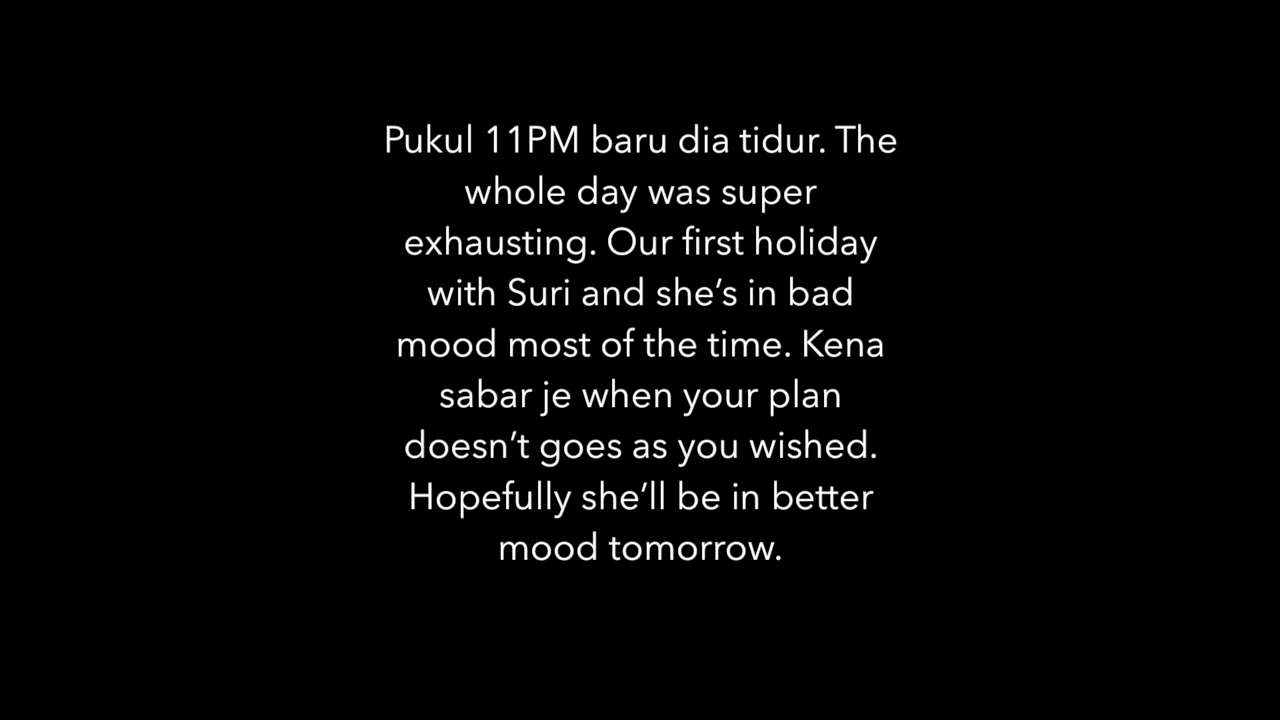 Pukul 11PM baru dia tidur. The
whole day was super
exhausting. Our first holiday
with Suri and she’s in bad
mood most of the time. Kena
sabar je when your plan
doesn’t goes as you wished.
Hopefully she’ll be in better
mood tomorrow.